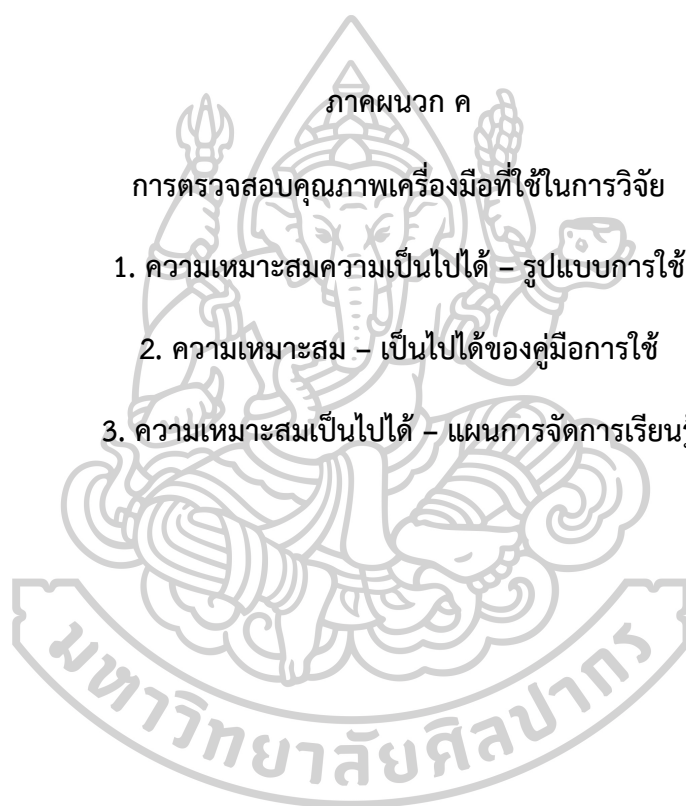 ภาคผนวก ค
การตรวจสอบคุณภาพเครื่องมือที่ใช้ในการวิจัย
1. ความเหมาะสมความเป็นไปได้ – รูปแบบการใช้
2. ความเหมาะสม – เป็นไปได้ของคู่มือการใช้
3. ความเหมาะสมเป็นไปได้ – แผนการจัดการเรียนรู้
มหาวิทยาลัยศิลปากร